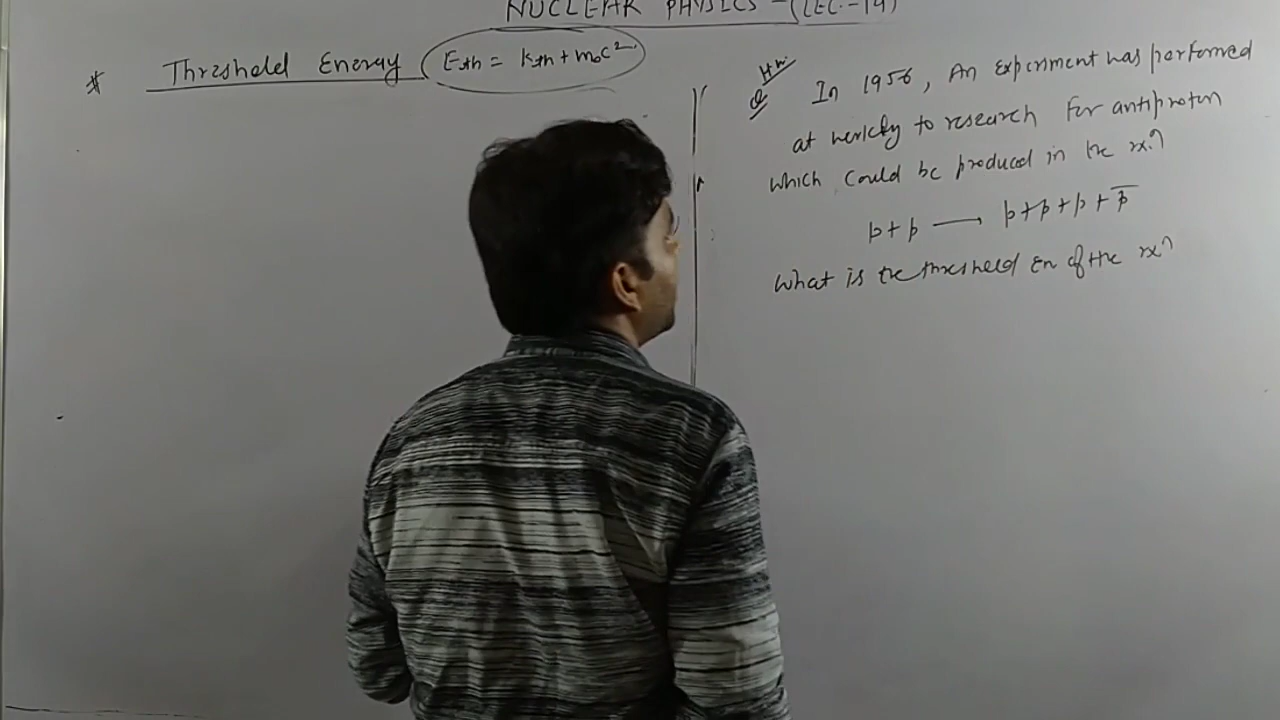 NUCLEAR PHYSICS - (LEC.-14)
* Threshold Energy Eth = Kth + m₀c²
HW
Q In 1956, An experiment was performed
at to research for antiproton
which could be produced in the rxⁿ
p+p → p+p+p+p̅
What is the threshold En of the rxⁿ